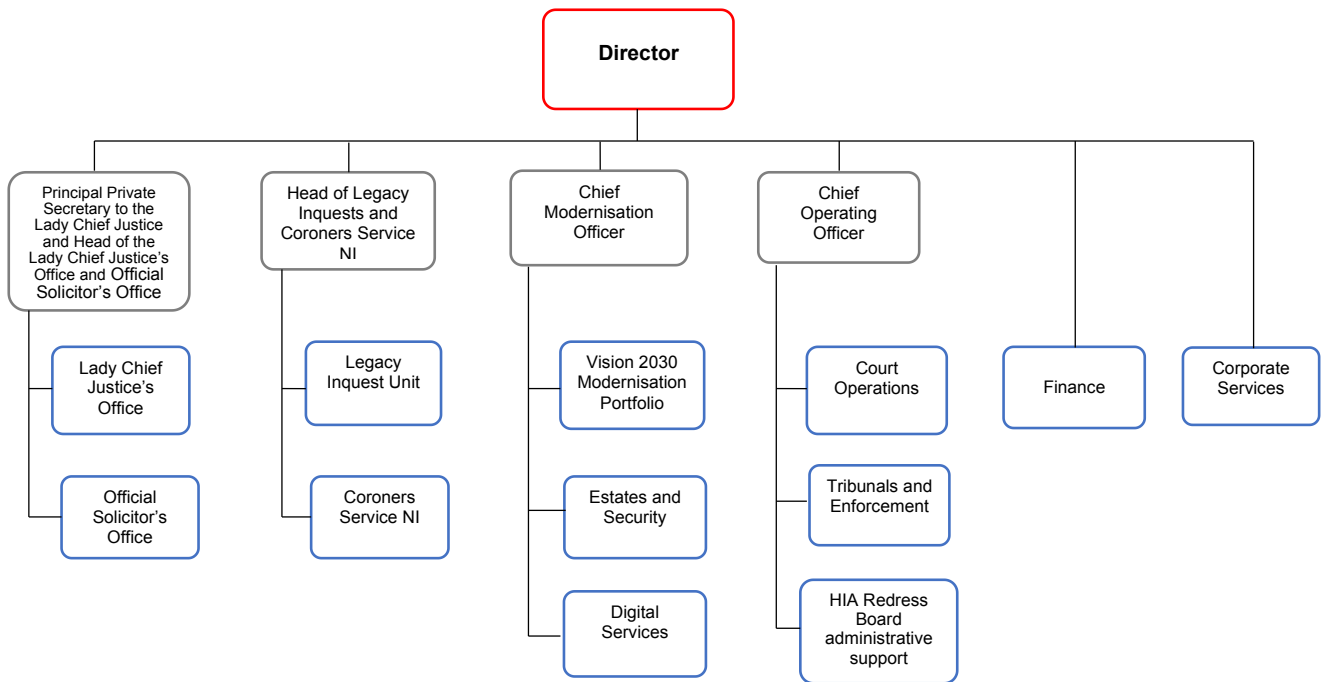 Director
Principal Private
Secretary to the
Lady Chief Justice
and Head of the
Lady Chief Justice's
Office and Official
Solicitor's Office
Head of Legacy
Inquests and
Coroners Service
NI
Chief
Modernisation
Officer
Chief
Operating
Officer
Lady Chief
Justice's
Office
Legacy
Inquest Unit
Vision 2030
Modernisation
Portfolio
Court
Operations
Finance
Corporate
Services
Official
Solicitor's
Office
Coroners
Service NI
Estates and
Security
Tribunals and
Enforcement
Digital
Services
HIA Redress
Board
administrative
support